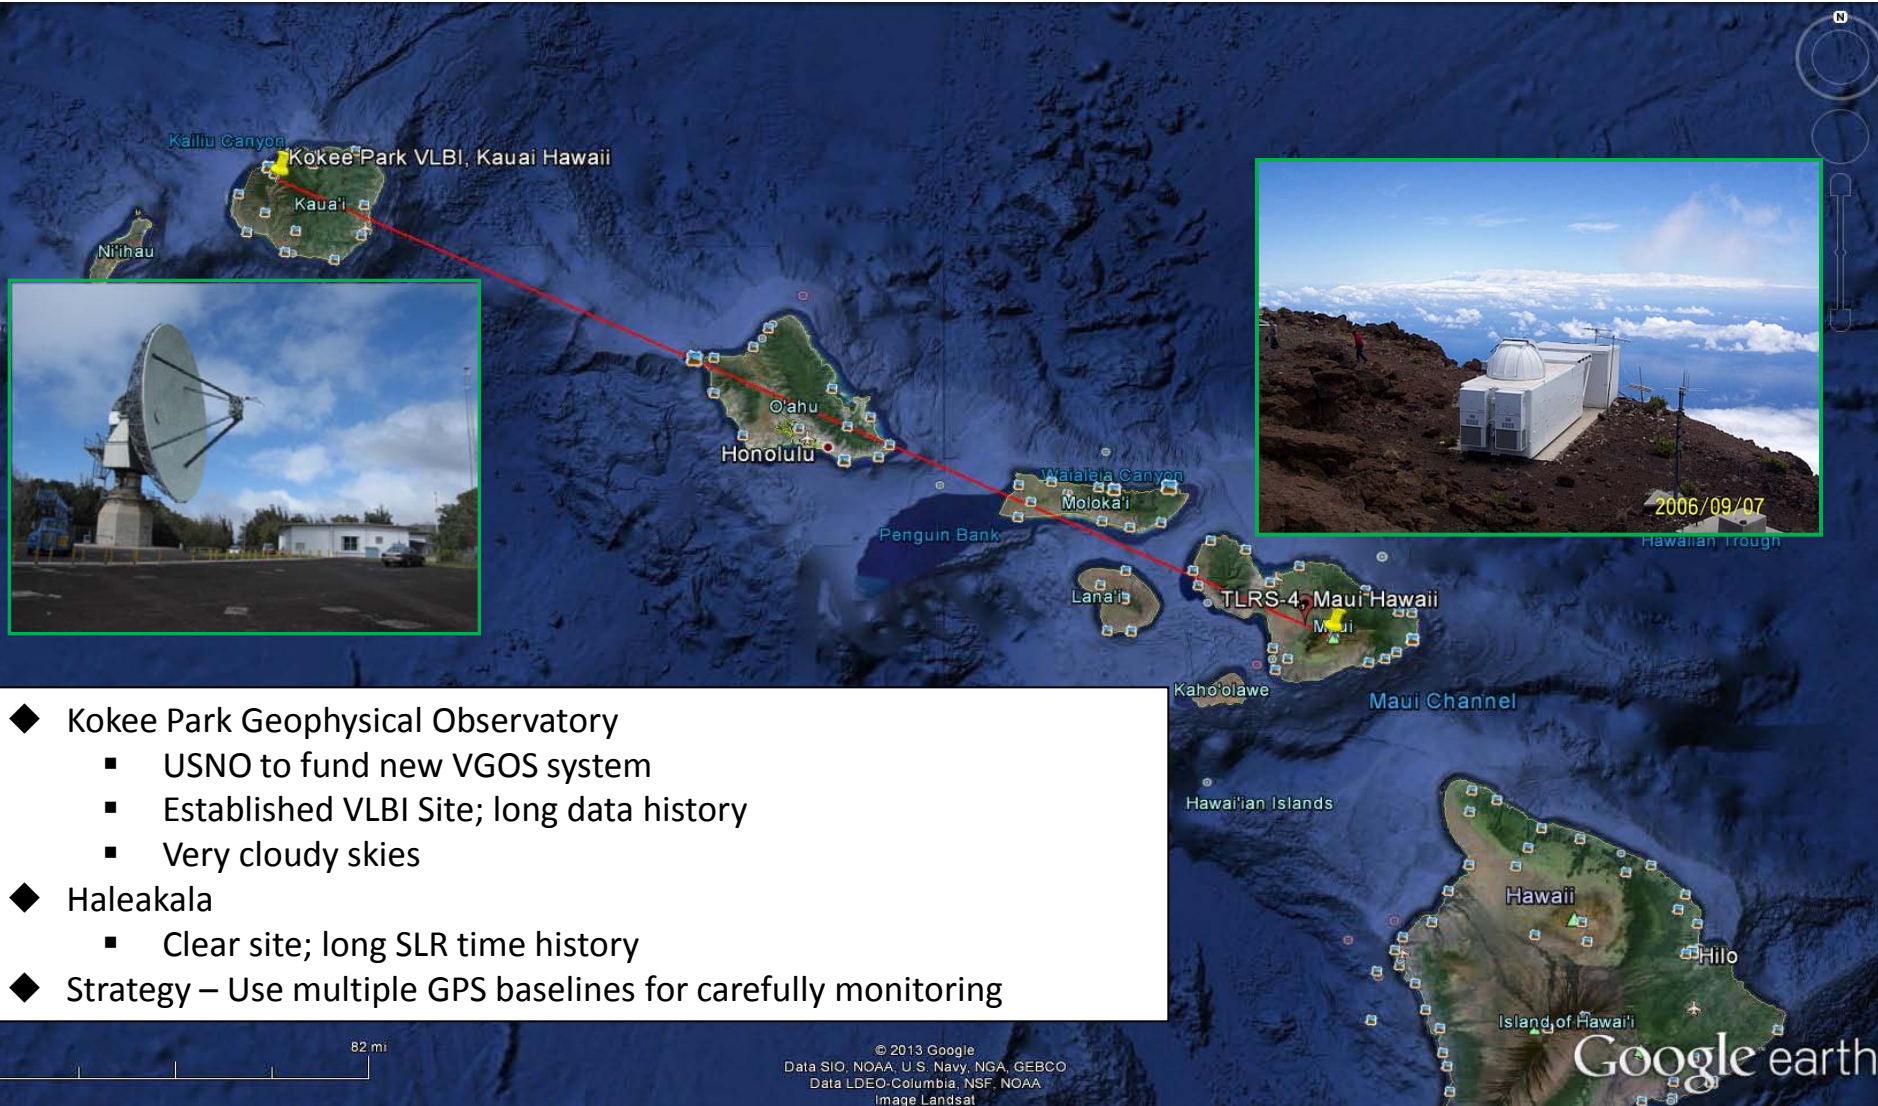 N
Kailiu Canyon
Kokee Park VLBI, Kauai Hawaii
Kaua'i
Ni'ihau
O'ahu
Honolulu
Waialeia Canyon
Moloka'i
Penguin Bank
2006/09/07
Hawaiian Trough
Lana'i
TLRS-4, Maui Hawaii
Maui
Kaho'olawe
Maui Channel
◆ Kokee Park Geophysical Observatory
▪ USNO to fund new VGOS system
▪ Established VLBI Site; long data history
▪ Very cloudy skies
◆ Haleakala
▪ Clear site; long SLR time history
◆ Strategy – Use multiple GPS baselines for carefully monitoring
Hawai'ian Islands
Hawaii
Hilo
Island of Hawai'i
82 mi
© 2013 Google
Data SIO, NOAA, U.S. Navy, NGA, GEBCO
Data LDEO-Columbia, NSF, NOAA
Image Landsat
Google earth